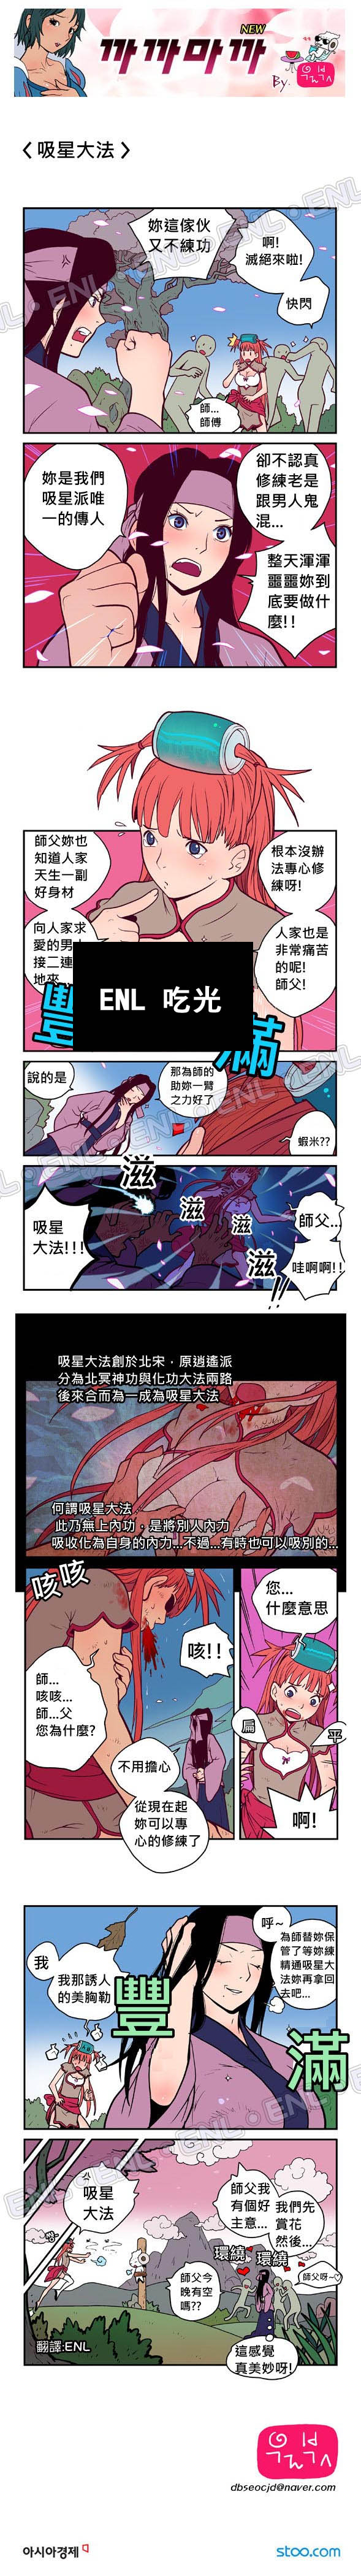 NEW
까까마까
By.
< 吸星大法 >
妳這傢伙
又不練功
啊!
滅絕來啦!
快閃
師...
師傅
妳是我們
吸星派唯
一的傳人
卻不認真
修練老是
跟男人鬼
混...
整天渾渾
噩噩妳到
底要做什
麼!!
師父妳也
知道人家
天生一副
好身材
根本沒辦
法專心修
練呀!
向人家求
愛的男
接二連
地來
人家也是
非常痛苦
的呢!
師父!
豐
滿
ENL 吃光
說的是
那為師的
助妳一臂
之力好了
蝦米??
吸星
大法!!!
滋
滋
滋
滋
師父...
哇啊啊!!
!!
吸星大法創於北宋，原逍遙派
分為北冥神功與化功大法兩路
後來合而為一成為吸星大法
何謂吸星大法
此乃無上內功，是將別人內力
吸收化為自身的內力...不過...有時也可以吸別的...
咳咳
師...
咳咳...
師...父
您為什麼?
咳!!
不用擔心
從現在起
妳可以專
心的修練了
您...
什麼意思
扁
平
啊!
我
我那誘人
的美胸勒
呼~
為師替妳保
管了等妳練
精通吸星大
法妳再拿回
去吧...
豐
滿
吸星
大法
師父我
有個好
主意...
我們先
賞花
然後...
環繞
環繞
師父今
晚有空
嗎??
師父呀~
這感覺
真美妙呀!
翻譯:ENL
dbseocjd@naver.com
아시아경제
stoo.com
ENL • ENL • ENL